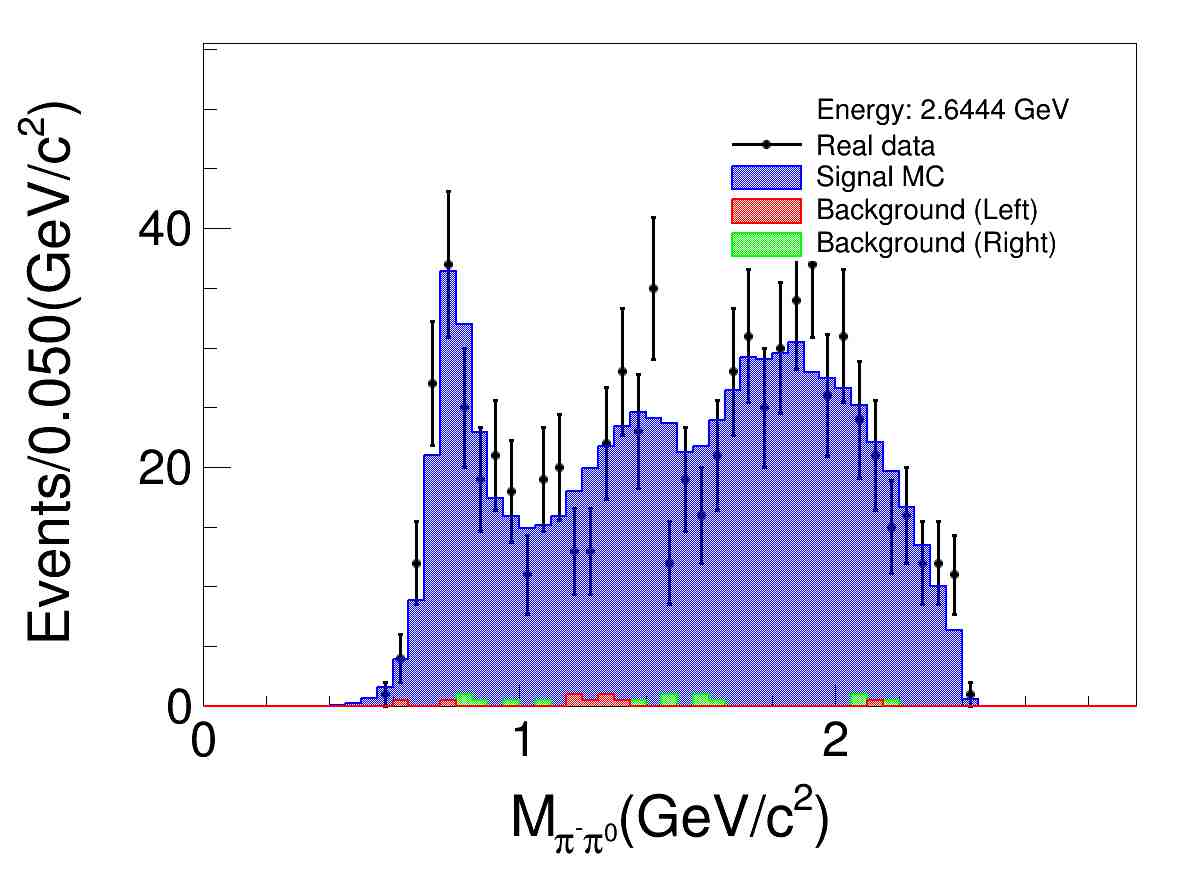 Energy: 2.6444 GeV
Real data
Signal MC
Background (Left)
Background (Right)
Events/0.050(GeV/c²)
40
20
0
0 1 2
M_π⁻π⁰(GeV/c²)